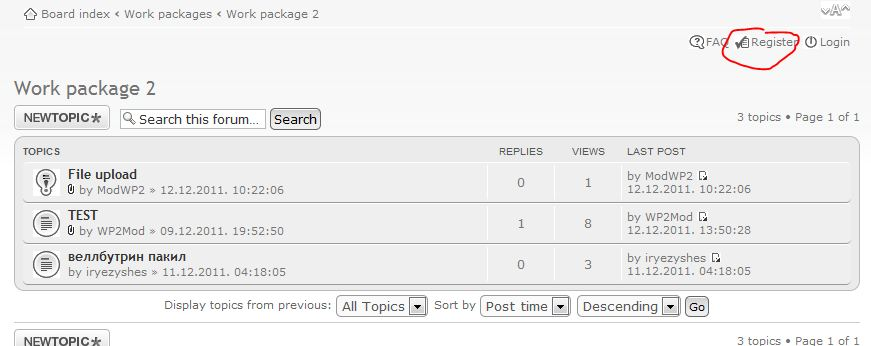 Board index ‹ Work packages ‹ Work package 2
A
FAQ Register Login
Work package 2
NEWTOPIC* Search this forum... Search 3 topics • Page 1 of 1
TOPICS REPLIES VIEWS LAST POST
File upload
by ModWP2 » 12.12.2011. 10:22:06
0 1
by ModWP2
12.12.2011. 10:22:06
TEST
by WP2Mod » 09.12.2011. 19:52:50
1 8
by WP2Mod
12.12.2011. 13:50:28
веллбутрин пакил
by iryezyshes » 11.12.2011. 04:18:05
0 3
by iryezyshes
11.12.2011. 04:18:05
Display topics from previous: All Topics Sort by Post time Descending Go
NEWTOPIC* 3 topics • Page 1 of 1